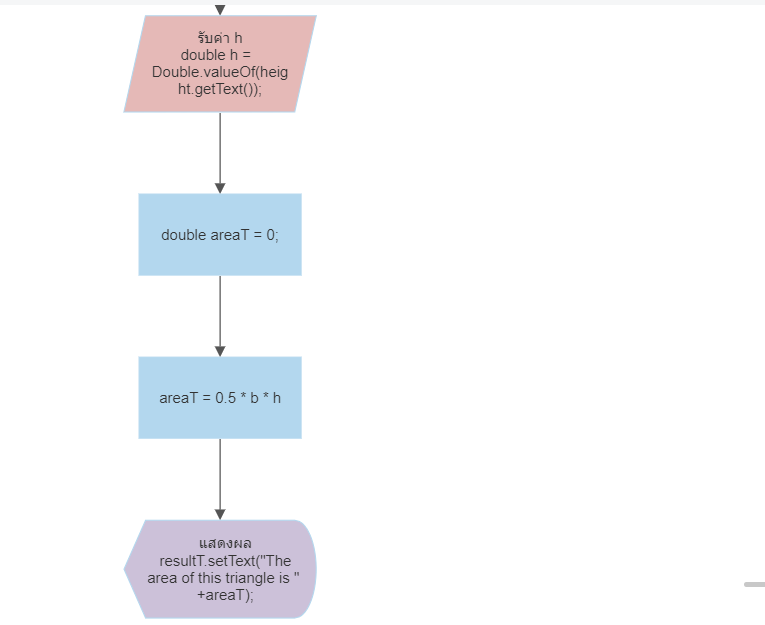 รับค่า h
double h =
Double.valueOf(heig
ht.getText());
double areaT = 0;
areaT = 0.5 * b * h
แสดงผล
resultT.setText("The
area of this triangle is "
+areaT);